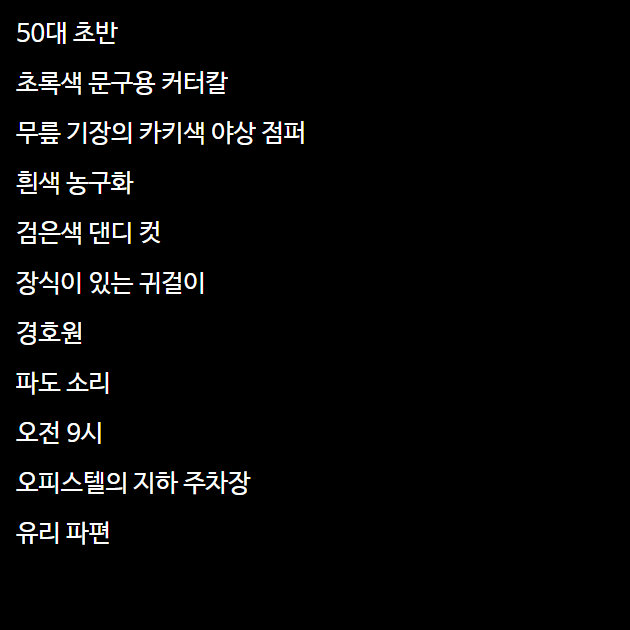 50대 초반
초록색 문구용 커터칼
무릎 기장의 카키색 야상 점퍼
흰색 농구화
검은색 댄디 컷
장식이 있는 귀걸이
경호원
파도 소리
오전 9시
오피스텔의 지하 주차장
유리 파편